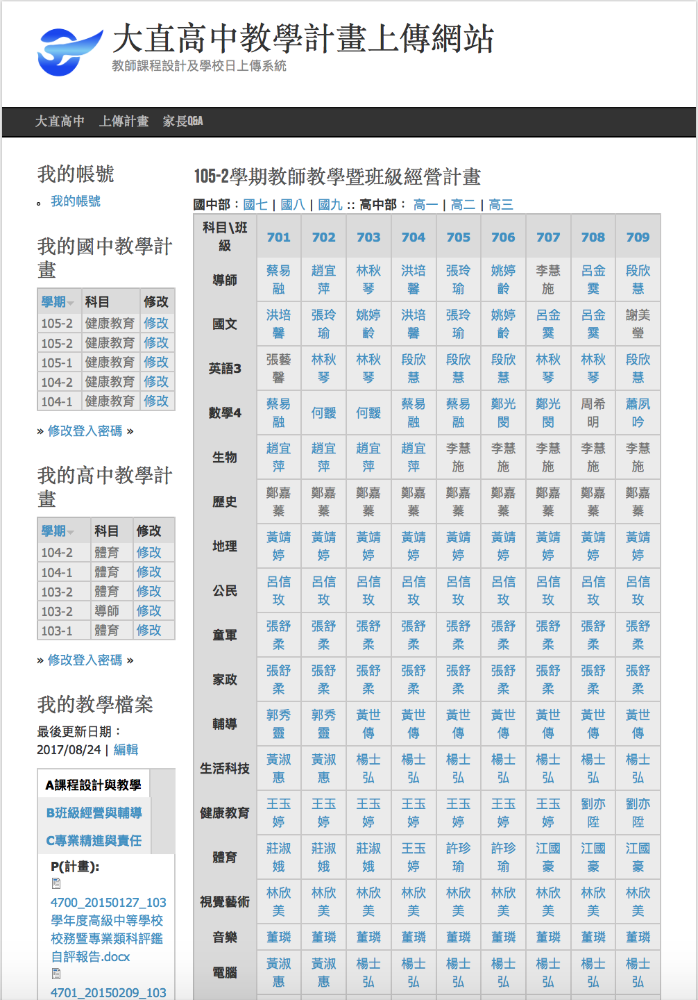 大直高中教學計畫上傳網站
教師課程設計及學校日上傳系統
大直高中 上傳計畫 家長Q&A
我的帳號
我的帳號
我的國中教學計
畫
學期 科目 修改
105-2 健康教育 修改
105-2 健康教育 修改
105-1 健康教育 修改
104-2 健康教育 修改
104-1 健康教育 修改
» 修改登入密碼 »
我的高中教學計
畫
學期 科目 修改
104-2 體育 修改
104-1 體育 修改
103-2 體育 修改
103-2 導師 修改
103-1 體育 修改
» 修改登入密碼 »
我的教學檔案
最後更新日期：
2017/08/24 | 編輯
A課程設計與教學
B班級經營與輔導
C專業精進與責任
P(計畫):
4700_20150127_103
學年度高級中等學校
校務暨專業類科評鑑
自評報告.docx
4701_20150209_103
105-2學期教師教學暨班級經營計畫
國中部：國七 | 國八 | 國九 :: 高中部： 高一 | 高二 | 高三
科目\班級 701 702 703 704 705 706 707 708 709
導師 蔡易融 趙宜萍 林秋琴 洪培馨 張玲瑜 姚婷齡 李慧施 呂金霙 段欣慧
國文 洪培馨 張玲瑜 姚婷齡 洪培馨 張玲瑜 姚婷齡 呂金霙 呂金霙 謝美瑩
英語3 張藝馨 林秋琴 林秋琴 段欣慧 段欣慧 段欣慧 林秋琴 林秋琴 段欣慧
數學4 蔡易融 何靉 何靉 蔡易融 蔡易融 鄭光閔 鄭光閔 周希明 蕭夙吟
生物 趙宜萍 趙宜萍 趙宜萍 趙宜萍 李慧施 李慧施 李慧施 李慧施 李慧施
歷史 鄭嘉蓁 鄭嘉蓁 鄭嘉蓁 鄭嘉蓁 鄭嘉蓁 鄭嘉蓁 鄭嘉蓁 鄭嘉蓁 鄭嘉蓁
地理 黃靖婷 黃靖婷 黃靖婷 黃靖婷 黃靖婷 黃靖婷 黃靖婷 黃靖婷 黃靖婷
公民 呂信玫 呂信玫 呂信玫 呂信玫 呂信玫 呂信玫 呂信玫 呂信玫 呂信玫
童軍 張舒柔 張舒柔 張舒柔 張舒柔 張舒柔 張舒柔 張舒柔 張舒柔 張舒柔
家政 張舒柔 張舒柔 張舒柔 張舒柔 張舒柔 張舒柔 張舒柔 張舒柔 張舒柔
輔導 郭秀靈 郭秀靈 黃世傳 黃世傳 黃世傳 黃世傳 黃世傳 黃世傳 黃世傳
生活科技 黃淑惠 黃淑惠 楊士弘 楊士弘 楊士弘 楊士弘 楊士弘 楊士弘 楊士弘
健康教育 王玉婷 王玉婷 王玉婷 王玉婷 王玉婷 王玉婷 王玉婷 劉亦陞 劉亦陞
體育 莊淑娥 莊淑娥 莊淑娥 王玉婷 許珍瑜 許珍瑜 江國豪 江國豪 江國豪
視覺藝術 林欣美 林欣美 林欣美 林欣美 林欣美 林欣美 林欣美 林欣美 林欣美
音樂 董璘 董璘 董璘 董璘 董璘 董璘 董璘 董璘 董璘
電腦 黃淑惠 黃淑惠 楊士弘 楊士弘 楊士弘 楊士弘 楊士弘 楊士弘 楊士弘